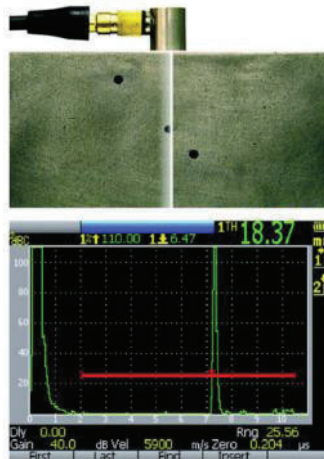 1TH 18.37
ABC 1%↑110.00 1±6.47 mm
100
80
60
40
20
0 1 2 3 4 5 6 7 8 9 10
Dly 0.00 Rng 25.56
Gain 40.0 dB Vel 5900 m/s Zero 0.204 µs
First Last Find Insert